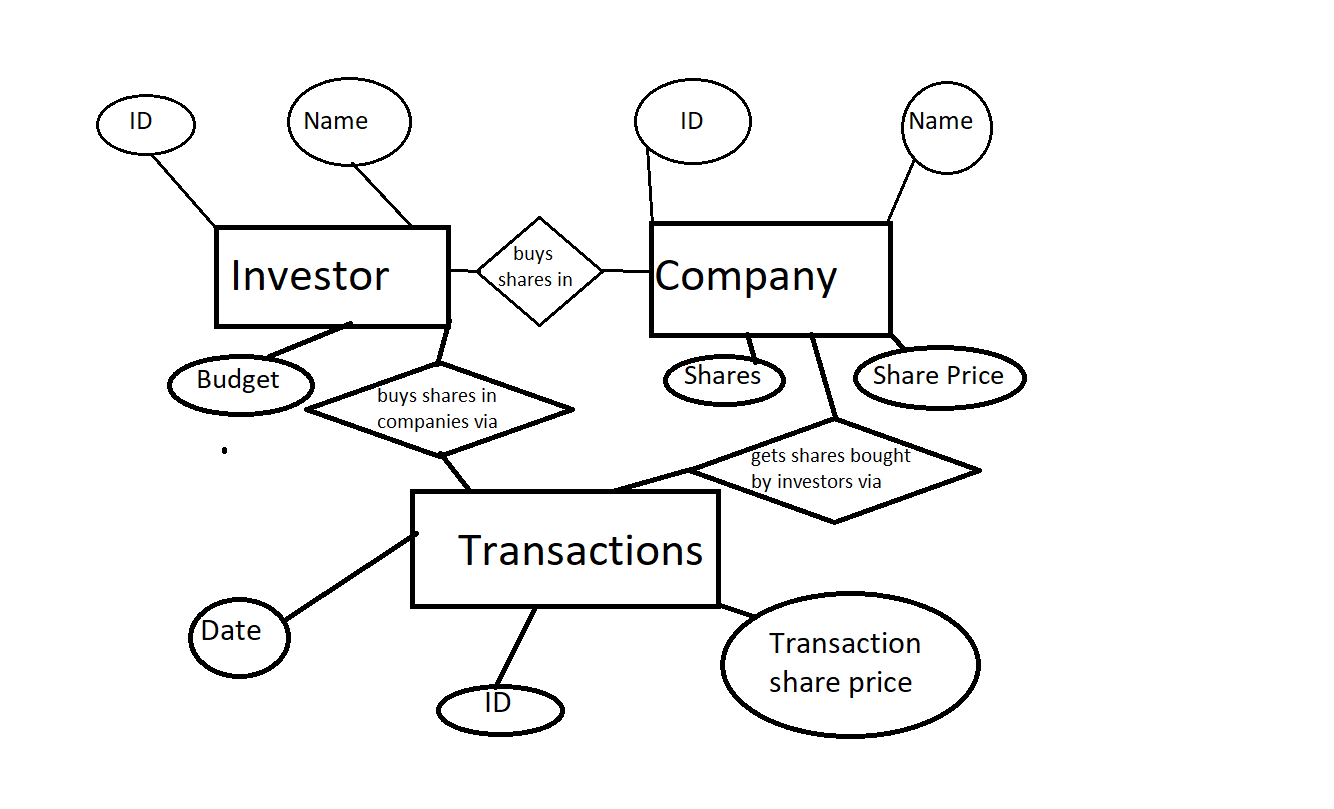 ID
Name
ID
Name
Investor
buys
shares in
Company
Budget
buys shares in
companies via
Shares
Share Price
gets shares bought
by investors via
Transactions
Date
ID
Transaction
share price